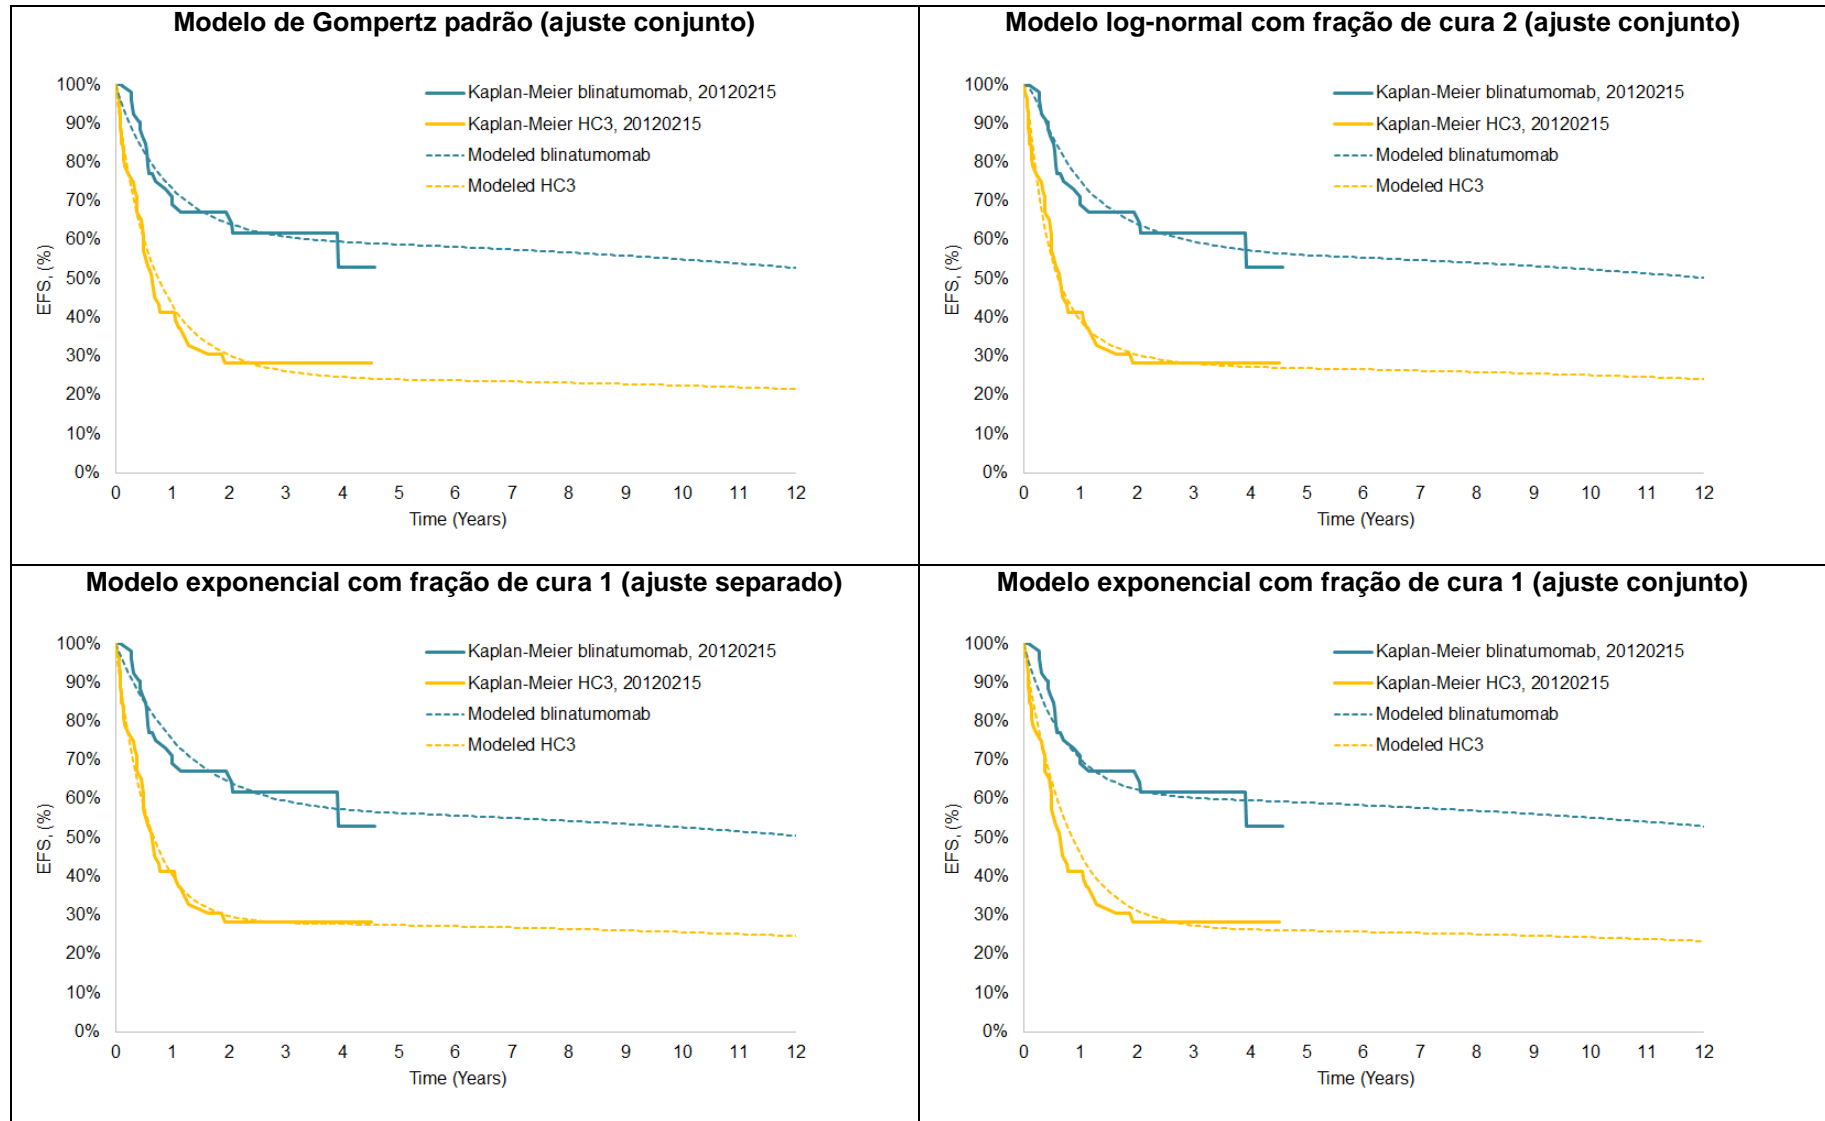 Modelo de Gompertz padrão (ajuste conjunto)
EFS, (%)
100%
90%
80%
70%
60%
50%
40%
30%
20%
10%
0%
Kaplan-Meier blinatumomab, 20120215
Kaplan-Meier HC3, 20120215
Modeled blinatumomab
Modeled HC3
0 1 2 3 4 5 6 7 8 9 10 11 12
Time (Years)
Modelo log-normal com fração de cura 2 (ajuste conjunto)
EFS, (%)
100%
90%
80%
70%
60%
50%
40%
30%
20%
10%
0%
Kaplan-Meier blinatumomab, 20120215
Kaplan-Meier HC3, 20120215
Modeled blinatumomab
Modeled HC3
0 1 2 3 4 5 6 7 8 9 10 11 12
Time (Years)
Modelo exponencial com fração de cura 1 (ajuste separado)
EFS, (%)
100%
90%
80%
70%
60%
50%
40%
30%
20%
10%
0%
Kaplan-Meier blinatumomab, 20120215
Kaplan-Meier HC3, 20120215
Modeled blinatumomab
Modeled HC3
0 1 2 3 4 5 6 7 8 9 10 11 12
Time (Years)
Modelo exponencial com fração de cura 1 (ajuste conjunto)
EFS, (%)
100%
90%
80%
70%
60%
50%
40%
30%
20%
10%
0%
Kaplan-Meier blinatumomab, 20120215
Kaplan-Meier HC3, 20120215
Modeled blinatumomab
Modeled HC3
0 1 2 3 4 5 6 7 8 9 10 11 12
Time (Years)